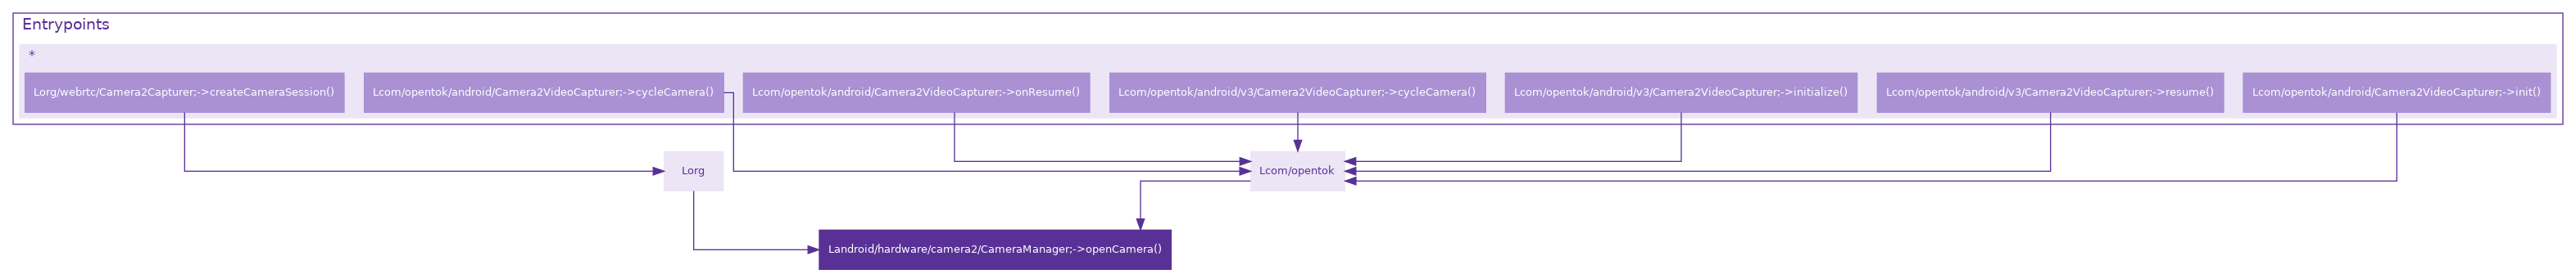 Entrypoints
*
Lorg/webrtc/Camera2Capturer;->createCameraSession()
Lcom/opentok/android/Camera2VideoCapturer;->cycleCamera()
Lcom/opentok/android/Camera2VideoCapturer;->onResume()
Lcom/opentok/android/v3/Camera2VideoCapturer;->cycleCamera()
Lcom/opentok/android/v3/Camera2VideoCapturer;->initialize()
Lcom/opentok/android/v3/Camera2VideoCapturer;->resume()
Lcom/opentok/android/Camera2VideoCapturer;->init()
Lorg
Lcom/opentok
Landroid/hardware/camera2/CameraManager;->openCamera()